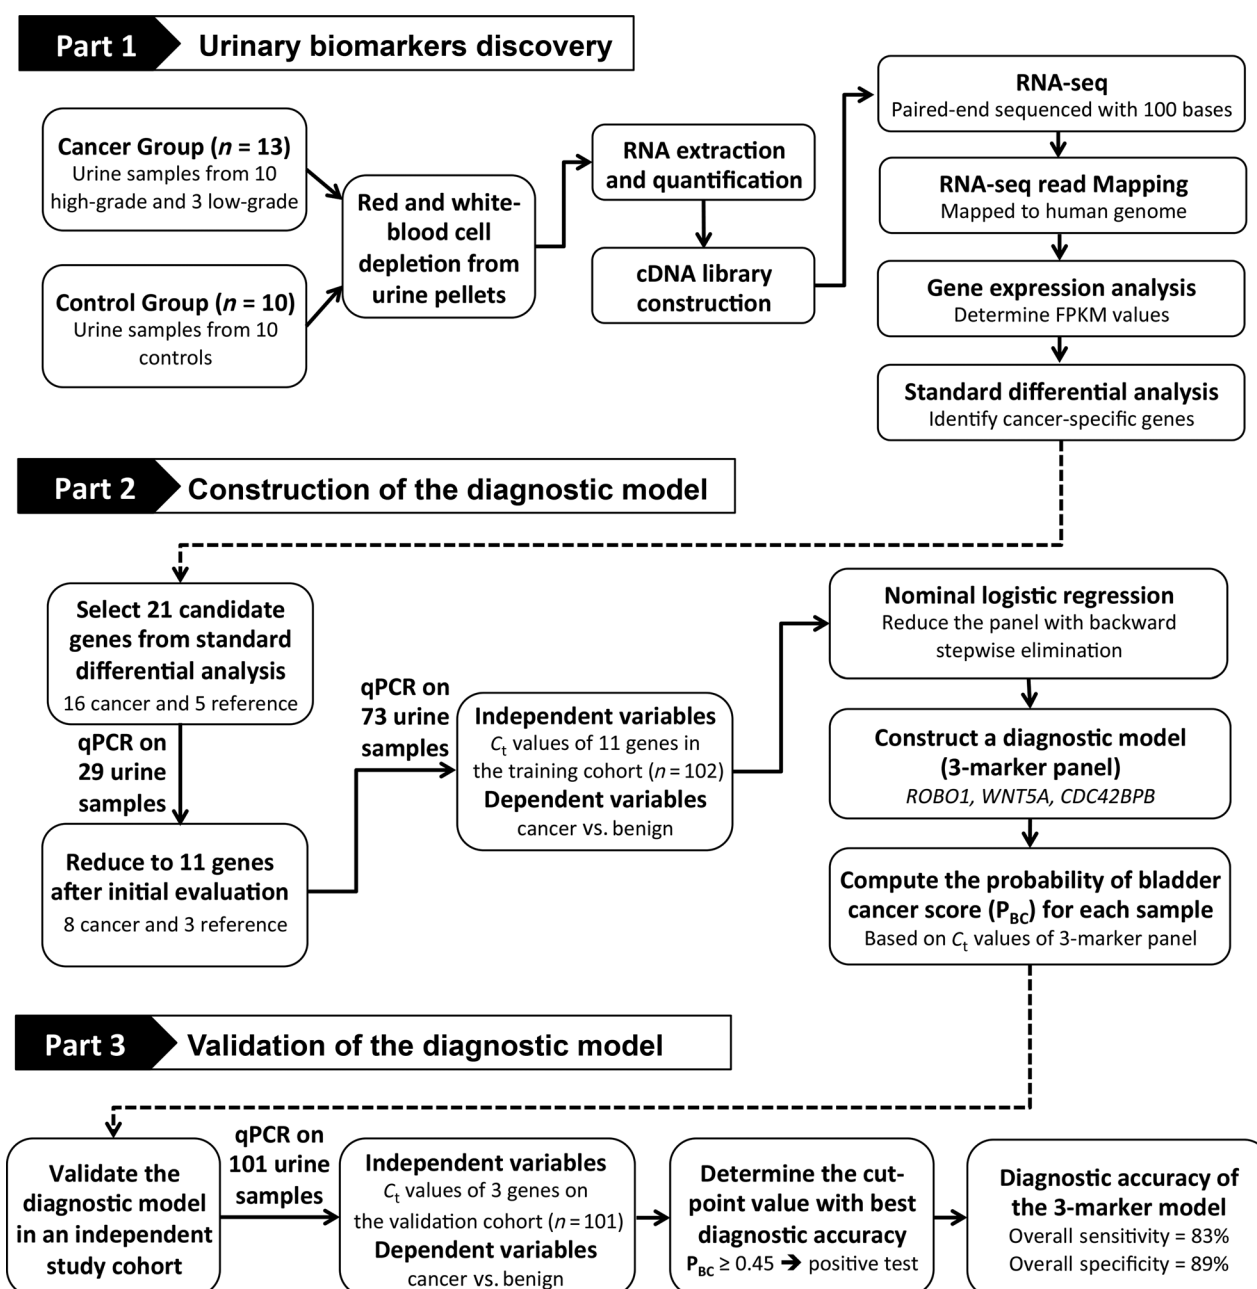 Part 1
Urinary biomarkers discovery
Cancer Group (n = 13)
Urine samples from 10
high-grade and 3 low-grade
Control Group (n = 10)
Urine samples from 10
controls
Red and white-
blood cell
depletion from
urine pellets
RNA extraction
and quantification
cDNA library
construction
RNA-seq
Paired-end sequenced with 100 bases
RNA-seq read Mapping
Mapped to human genome
Gene expression analysis
Determine FPKM values
Standard differential analysis
Identify cancer-specific genes
Part 2
Construction of the diagnostic model
Select 21 candidate
genes from standard
differential analysis
16 cancer and 5 reference
qPCR on
29 urine
samples
Reduce to 11 genes
after initial evaluation
8 cancer and 3 reference
qPCR on
73 urine
samples
Independent variables
Ct values of 11 genes in
the training cohort (n = 102)
Dependent variables
cancer vs. benign
Nominal logistic regression
Reduce the panel with backward
stepwise elimination
Construct a diagnostic model
(3-marker panel)
ROBO1, WNT5A, CDC42BPB
Compute the probability of bladder
cancer score (PBC) for each sample
Based on Ct values of 3-marker panel
Part 3
Validation of the diagnostic model
Validate the
diagnostic model
in an independent
study cohort
qPCR on
101 urine
samples
Independent variables
Ct values of 3 genes on
the validation cohort (n = 101)
Dependent variables
cancer vs. benign
Determine the cut-
point value with best
diagnostic accuracy
PBC ≥ 0.45 ➔ positive test
Diagnostic accuracy of
the 3-marker model
Overall sensitivity = 83%
Overall specificity = 89%